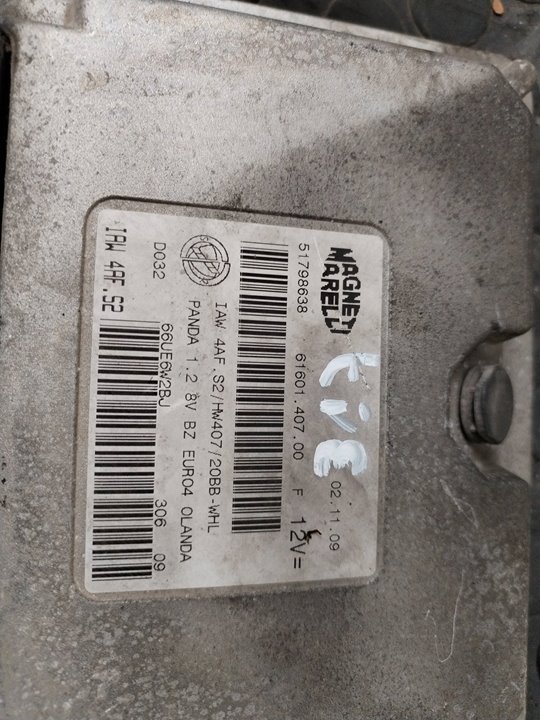 MAGNETI
MARELLI
02.11.09
51798638 61601.407.00 F 12V=
IAW 4AF.S2/HW407/20BB-WHL
PANDA 1.2 8V BZ EURO4 OLANDA
D032 66UE6W2BJ 306 09
IAW 4AF.S2